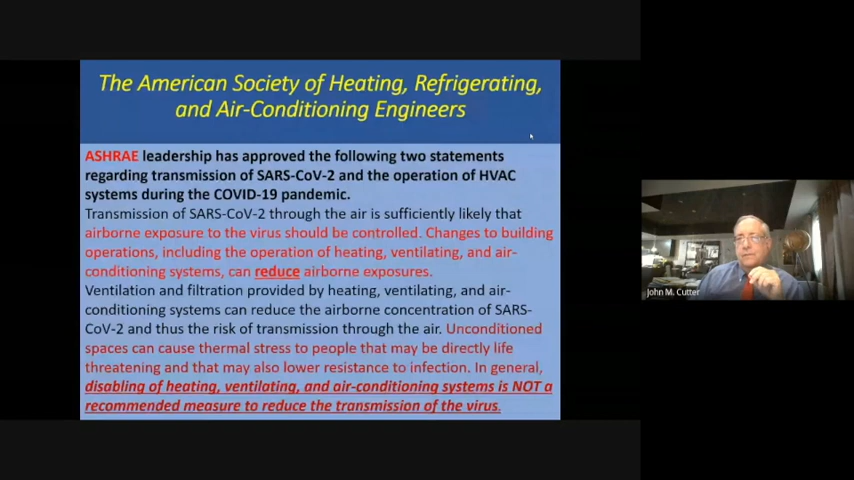 The American Society of Heating, Refrigerating,
and Air-Conditioning Engineers
ASHRAE leadership has approved the following two statements
regarding transmission of SARS-CoV-2 and the operation of HVAC
systems during the COVID-19 pandemic.
Transmission of SARS-CoV-2 through the air is sufficiently likely that
airborne exposure to the virus should be controlled. Changes to building
operations, including the operation of heating, ventilating, and air-
conditioning systems, can reduce airborne exposures.
Ventilation and filtration provided by heating, ventilating, and air-
conditioning systems can reduce the airborne concentration of SARS-
CoV-2 and thus the risk of transmission through the air. Unconditioned
spaces can cause thermal stress to people that may be directly life
threatening and that may also lower resistance to infection. In general,
disabling of heating, ventilating, and air-conditioning systems is NOT a
recommended measure to reduce the transmission of the virus.
John M. Cutter